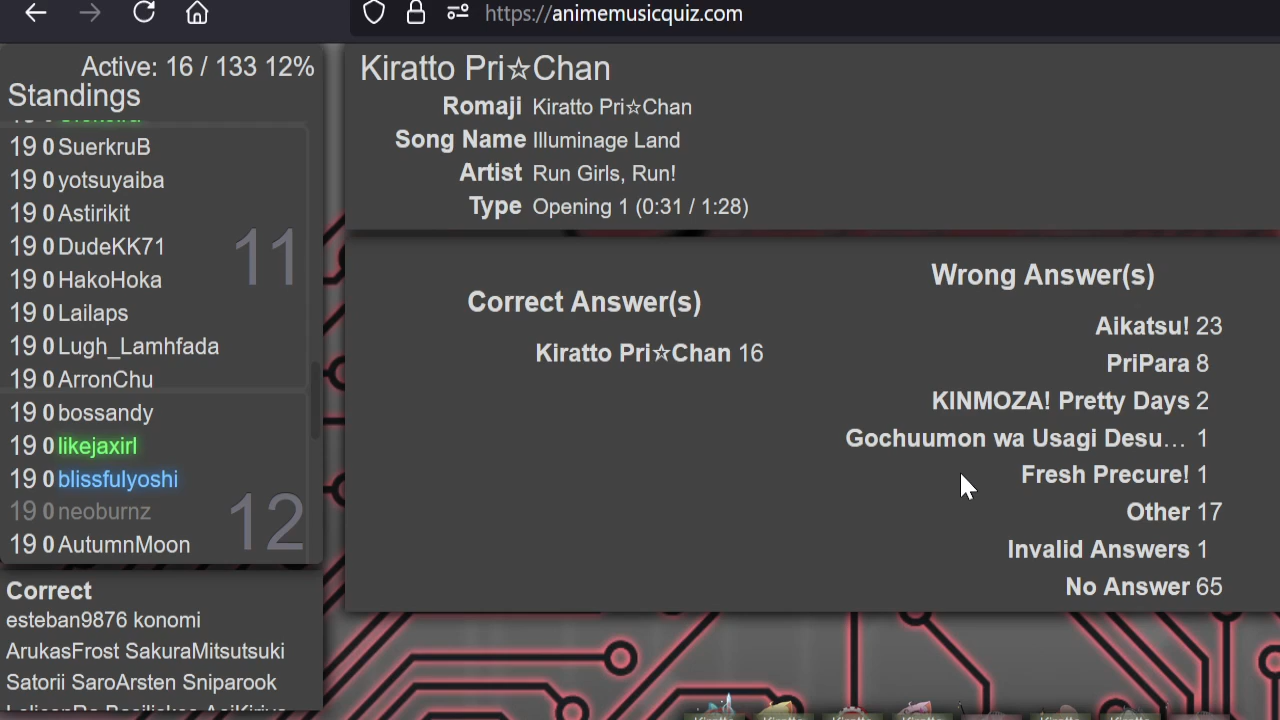 https://animemusicquiz.com
Active: 16 / 133 12%
Standings
19 0 SuerkruB
19 0 yotsuyaiba
19 0 Astirikit
19 0 DudeKK71
11
19 0 HakoHoka
19 0 Lailaps
19 0 Lugh_Lamhfada
19 0 ArronChu
19 0 bossandy
19 0 likejaxirl
19 0 blissfulyoshi
19 0 neoburnz
12
19 0 AutumnMoon
Correct
esteban9876 konomi
ArukasFrost SakuraMitsutsuki
Satorii SaroArsten Sniparook
Kiratto Pri☆Chan
Romaji Kiratto Pri☆Chan
Song Name Illuminage Land
Artist Run Girls, Run!
Type Opening 1 (0:31 / 1:28)
Correct Answer(s)
Kiratto Pri☆Chan 16
Wrong Answer(s)
Aikatsu! 23
PriPara 8
KINMOZA! Pretty Days 2
Gochuumon wa Usagi Desu... 1
Fresh Precure! 1
Other 17
Invalid Answers 1
No Answer 65